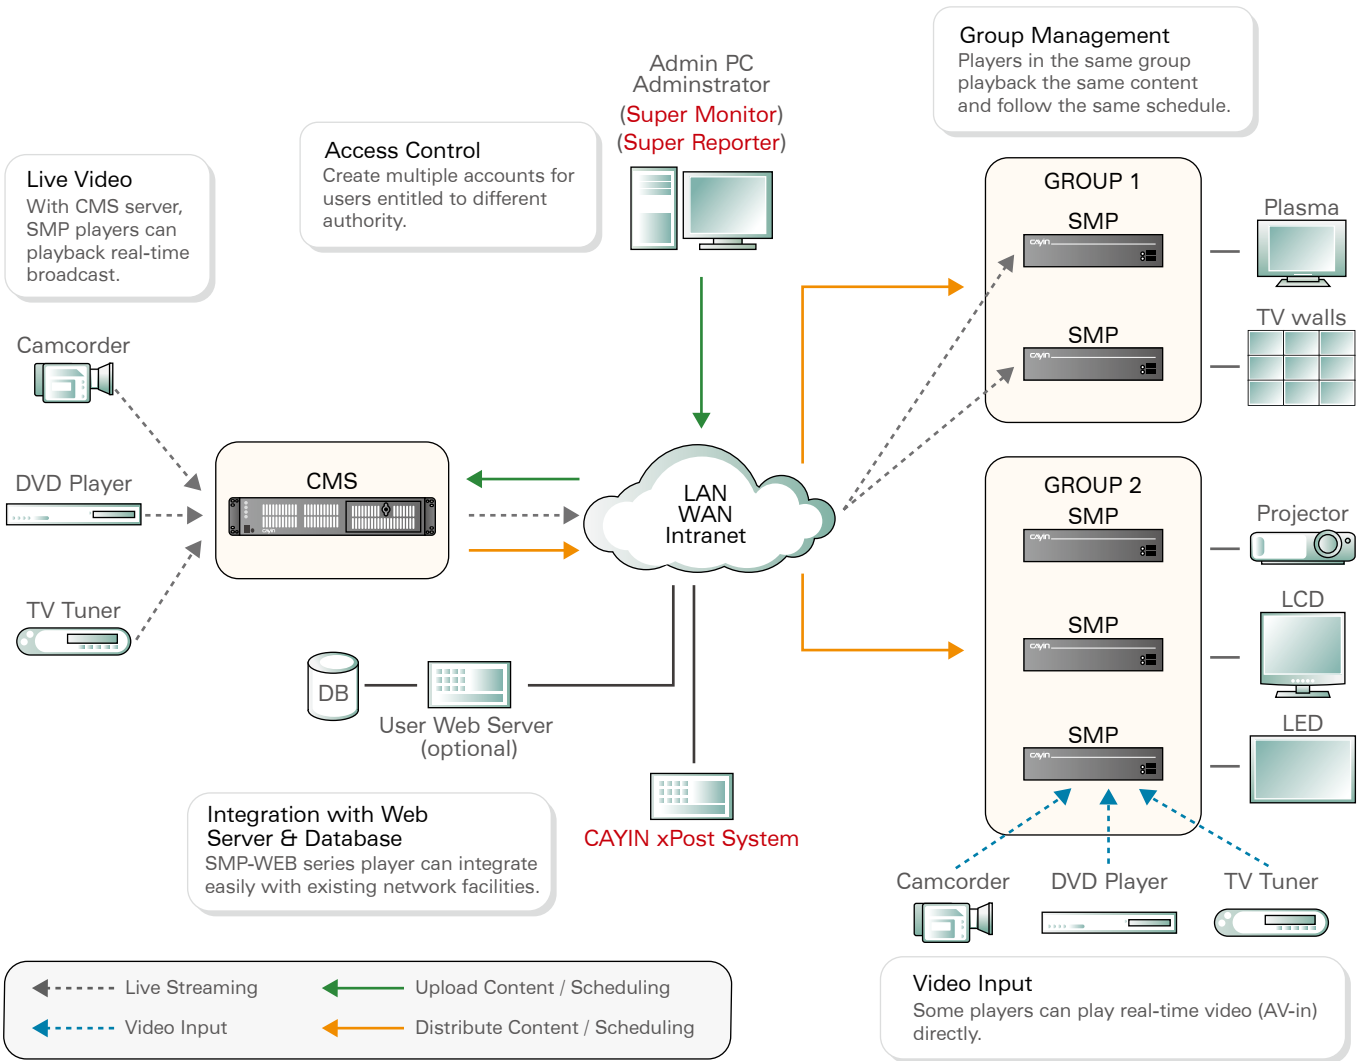 Group Management
Players in the same group
playback the same content
and follow the same schedule.
Admin PC
Adminstrator
(Super Monitor)
(Super Reporter)
Access Control
Create multiple accounts for
users entitled to different
authority.
Live Video
With CMS server,
SMP players can
playback real-time
broadcast.
GROUP 1
SMP
CAYIN
SMP
CAYIN
Plasma
TV walls
Camcorder
DVD Player
TV Tuner
CMS
CAYIN
LAN
WAN
Intranet
GROUP 2
SMP
CAYIN
SMP
CAYIN
SMP
CAYIN
Projector
LCD
LED
DB
User Web Server
(optional)
CAYIN xPost System
Integration with Web
Server & Database
SMP-WEB series player can integrate
easily with existing network facilities.
Camcorder
DVD Player
TV Tuner
Video Input
Some players can play real-time video (AV-in)
directly.
Live Streaming
Upload Content / Scheduling
Video Input
Distribute Content / Scheduling